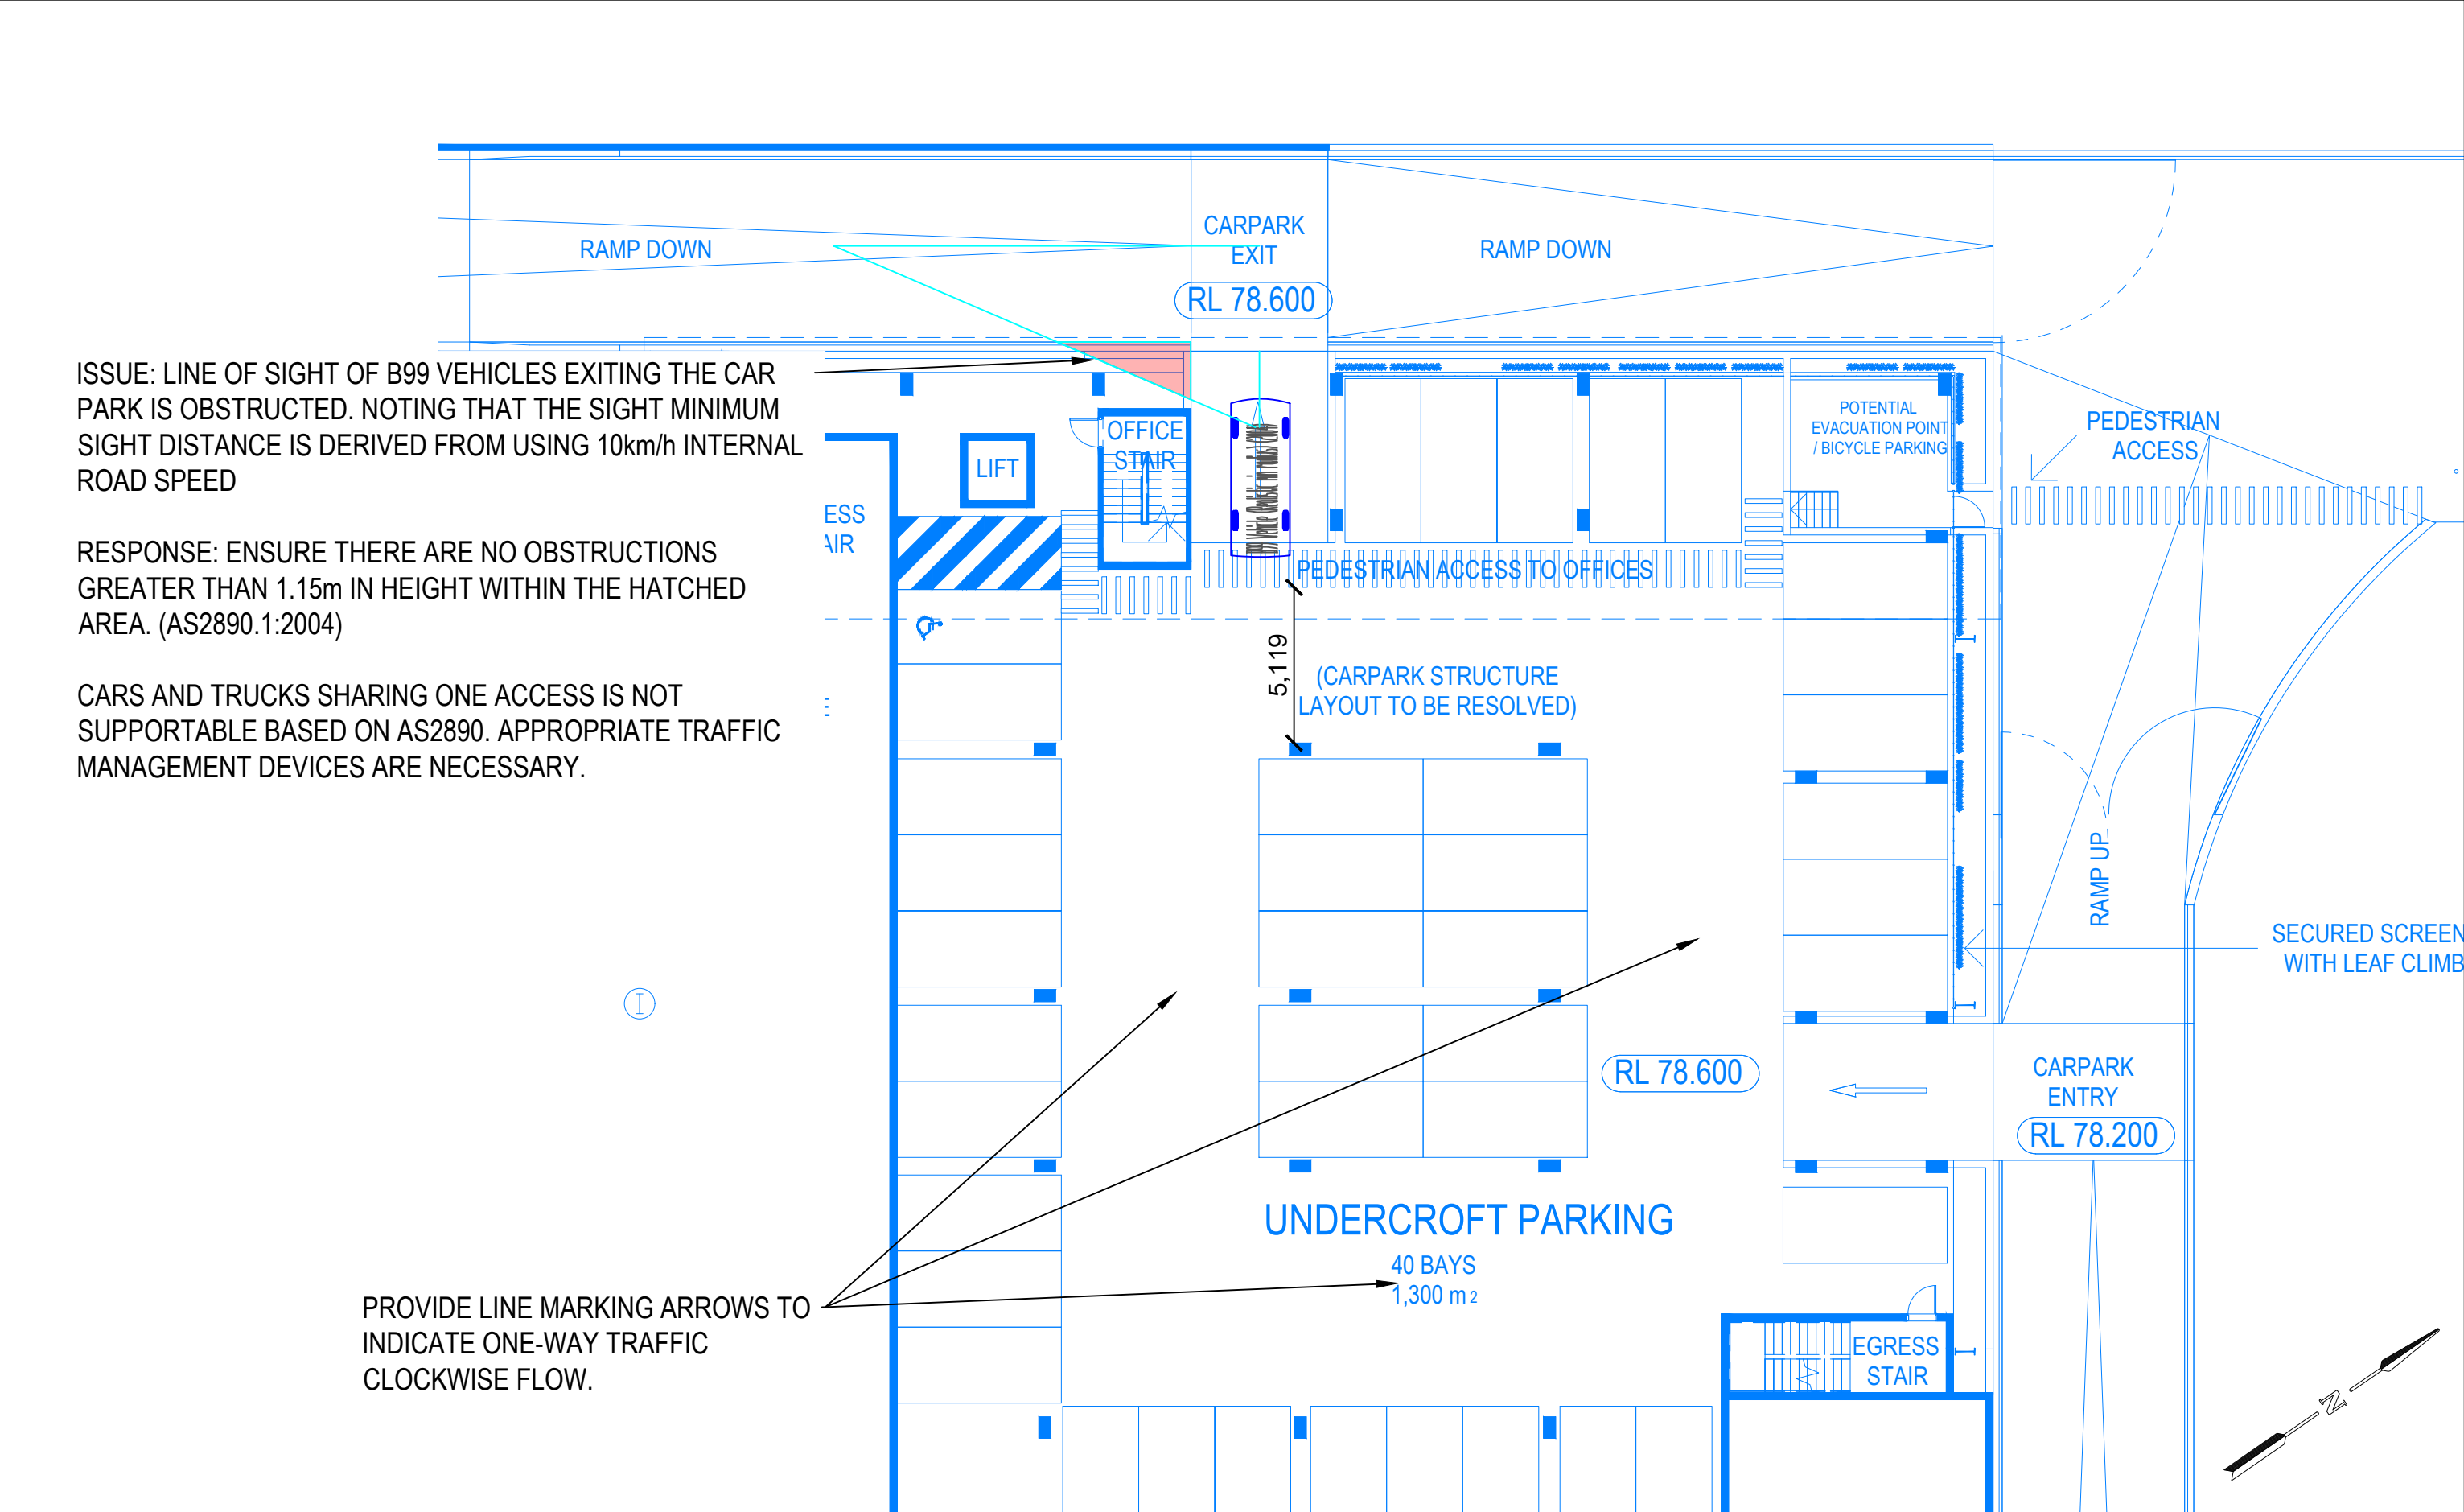 CARPARK
EXIT
RL 78.600
RAMP DOWN
RAMP DOWN
ISSUE: LINE OF SIGHT OF B99 VEHICLES EXITING THE CAR
PARK IS OBSTRUCTED. NOTING THAT THE SIGHT MINIMUM
SIGHT DISTANCE IS DERIVED FROM USING 10km/h INTERNAL
ROAD SPEED
RESPONSE: ENSURE THERE ARE NO OBSTRUCTIONS
GREATER THAN 1.15m IN HEIGHT WITHIN THE HATCHED
AREA. (AS2890.1:2004)
CARS AND TRUCKS SHARING ONE ACCESS IS NOT
SUPPORTABLE BASED ON AS2890. APPROPRIATE TRAFFIC
MANAGEMENT DEVICES ARE NECESSARY.
LIFT
OFFICE
STAIR
ESS
AIR
POTENTIAL
EVACUATION POINT
/ BICYCLE PARKING
PEDESTRIAN
ACCESS
PEDESTRIAN ACCESS TO OFFICES
5,119
(CARPARK STRUCTURE
LAYOUT TO BE RESOLVED)
RAMP UP
SECURED SCREEN
WITH LEAF CLIMB
RL 78.600
CARPARK
ENTRY
RL 78.200
UNDERCROFT PARKING
40 BAYS
1,300 m2
PROVIDE LINE MARKING ARROWS TO
INDICATE ONE-WAY TRAFFIC
CLOCKWISE FLOW.
EGRESS
STAIR
N